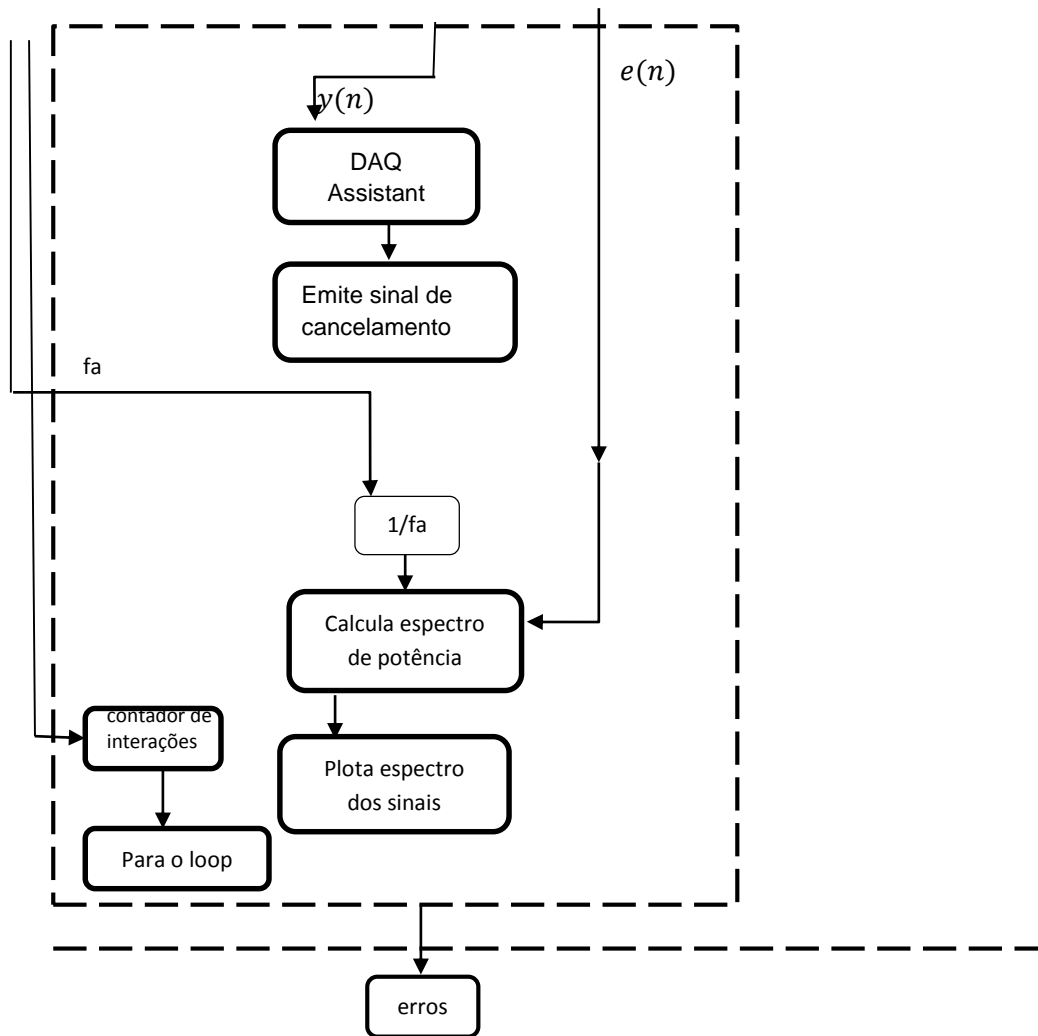 e(n)
y(n)
DAQ
Assistant
Emite sinal de
cancelamento
fa
1/fa
Calcula espectro
de potência
contador de
interações
Plota espectro
dos sinais
Para o loop
erros